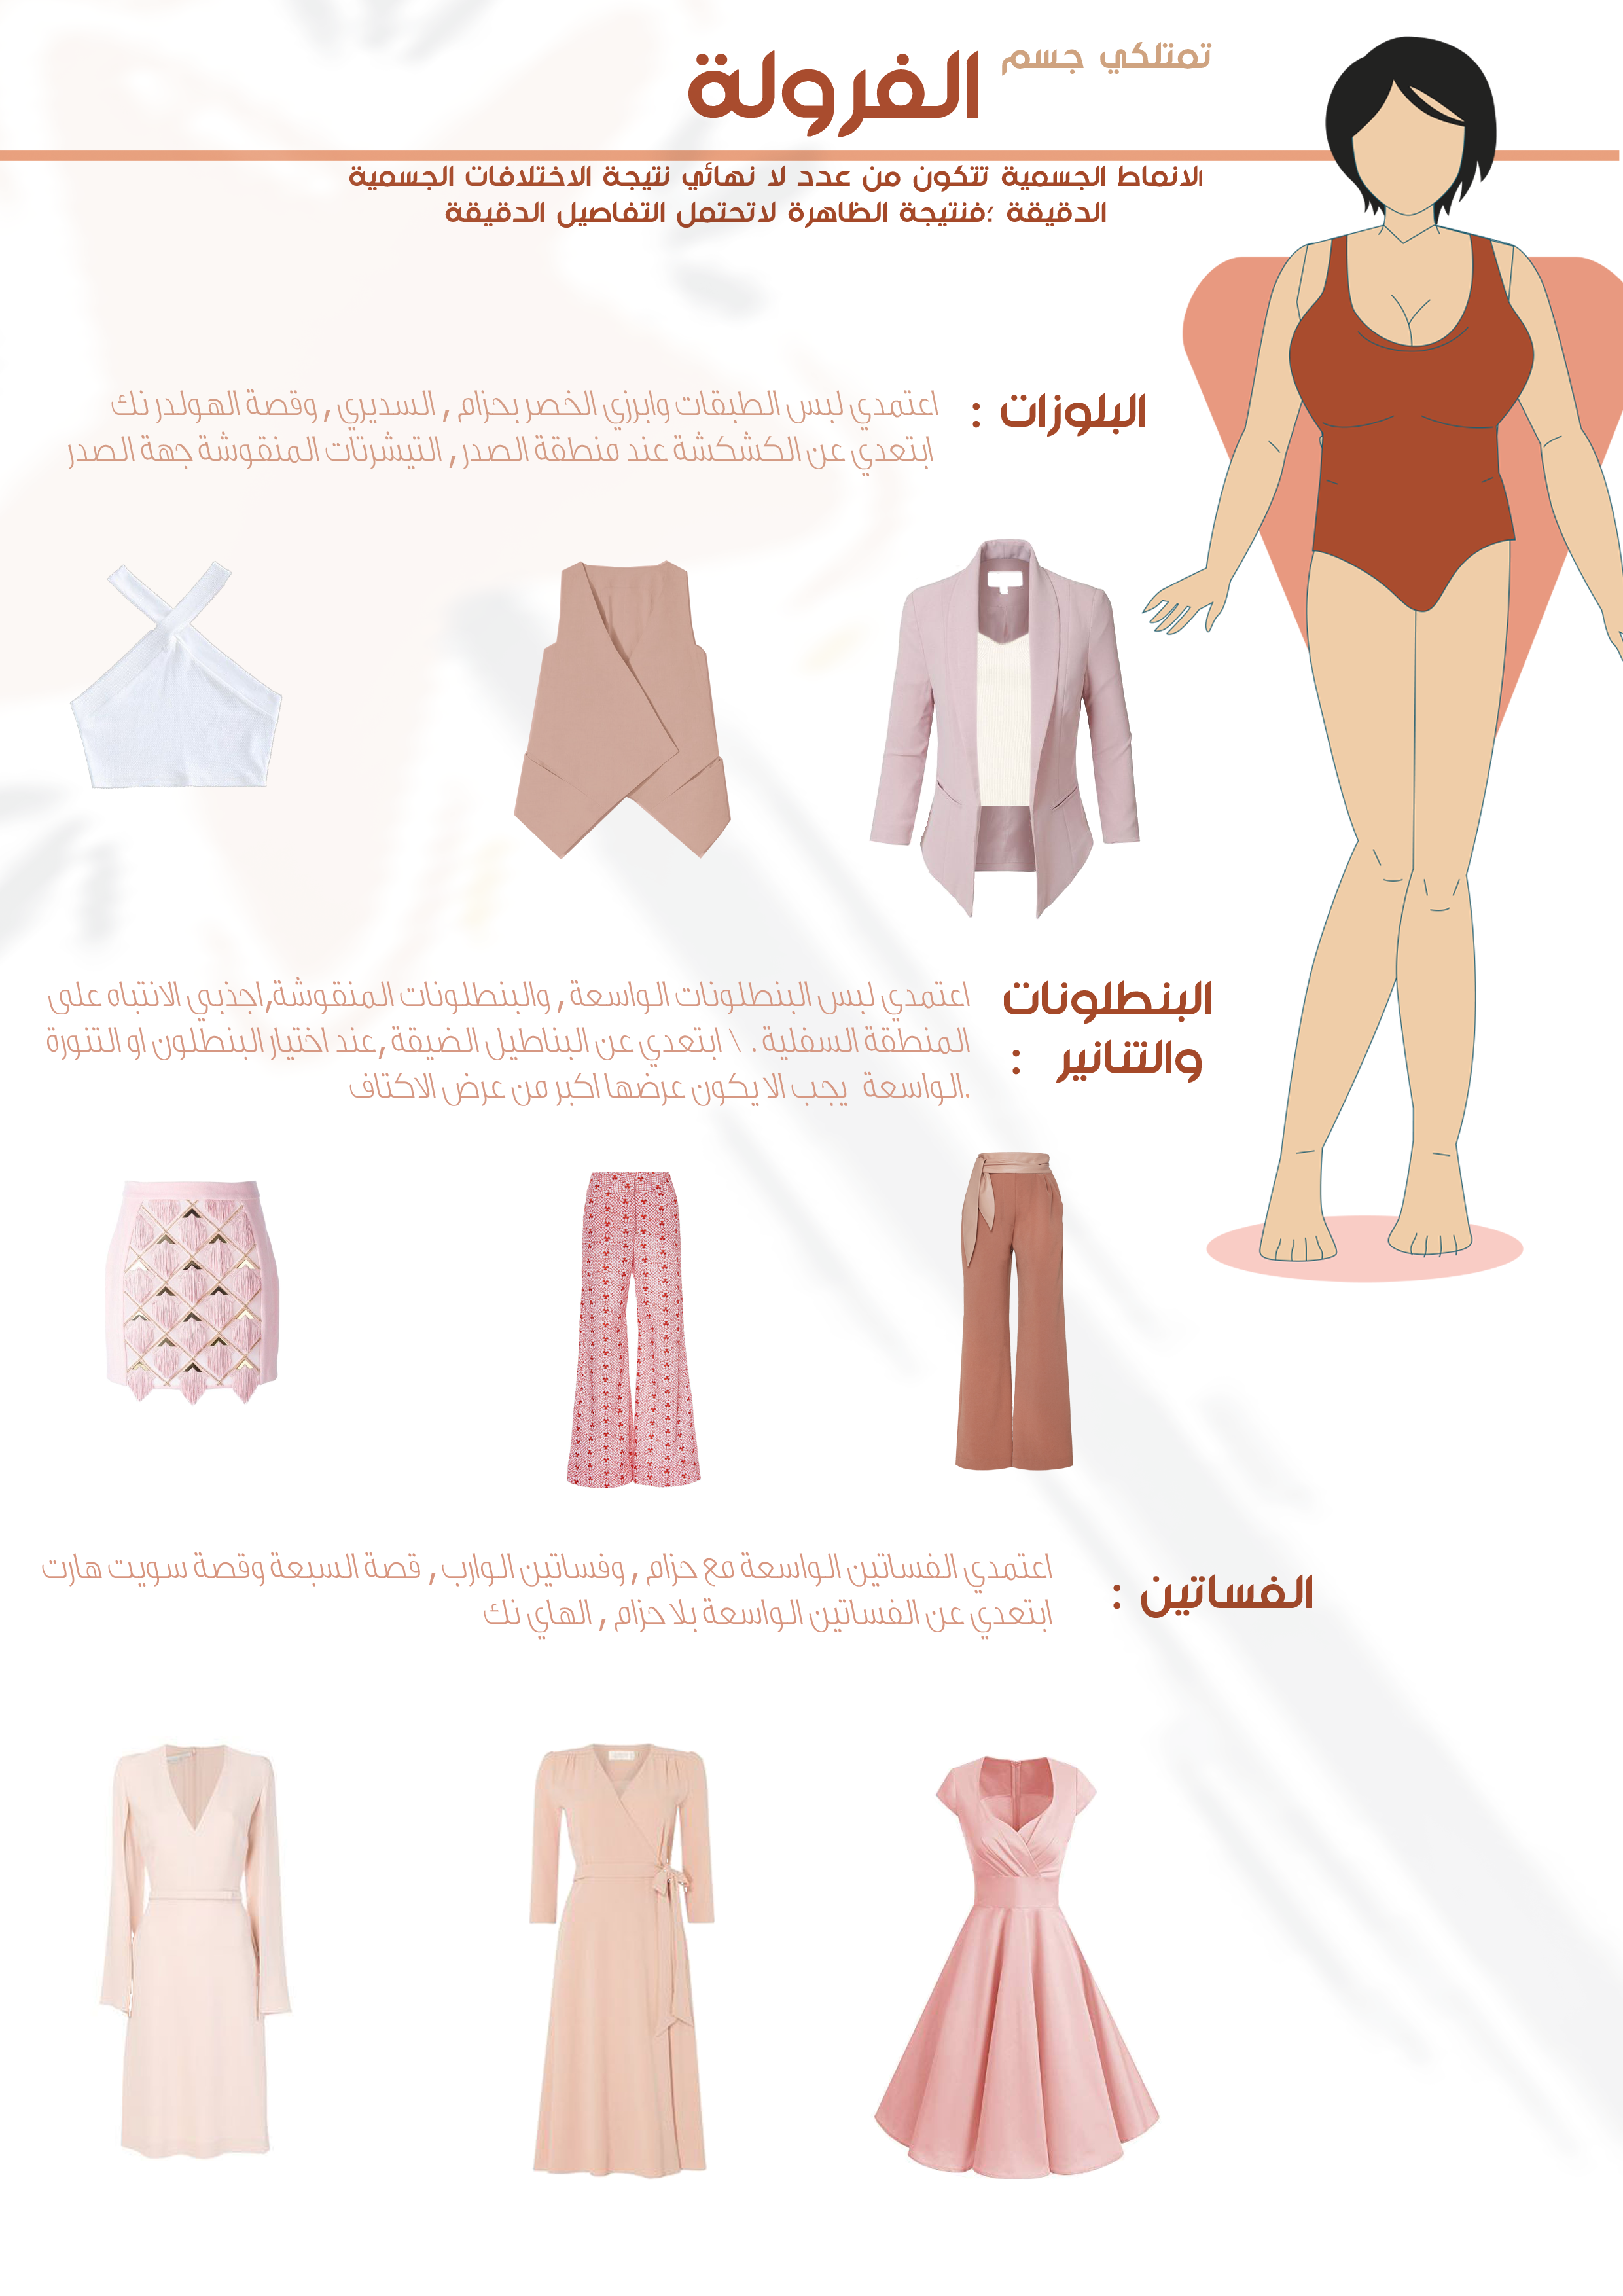 تمتلكي جسم
الفرولة
الانماط الجسمية تتكون من عدد لا نهائي نتيجة الاختلافات الجسمية
الدقيقة ؛فنتيجة الظاهرة لاتحتمل التفاصيل الدقيقة
البلوزات :
اعتمدي لبس الطبقات وابرزي الخصر بحزام , السديري , وقصة الهولدر نك
ابتعدي عن الكشكشة عند منطقة الصدر , التيشرتات المنقوشة جهة الصدر
البنطلونات
والتنانير :
اعتمدي لبس البنطلونات الواسعة , والبنطلونات المنقوشة,اجذبي الانتباه على
المنطقة السفلية . \ ابتعدي عن البناطيل الضيقة ,عند اختيار البنطلون او التنورة
.الواسعة يجب الا يكون عرضها اكبر من عرض الاكتاف
الفساتين :
اعتمدي الفساتين الواسعة مع حزام , وفساتين الوارب , قصة السبعة وقصة سويت هارت
ابتعدي عن الفساتين الواسعة بلا حزام , الهاي نك